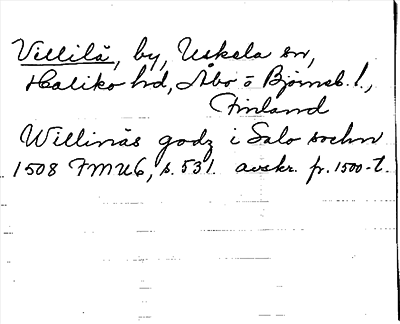 Villilä, by, Uskela sn,
Haliko hd, Åbo o Björneb. l.,
Finland
Willinäs godz i Salo sochn
1508 FMU6, s. 531. avskr. fr. 1500-t.